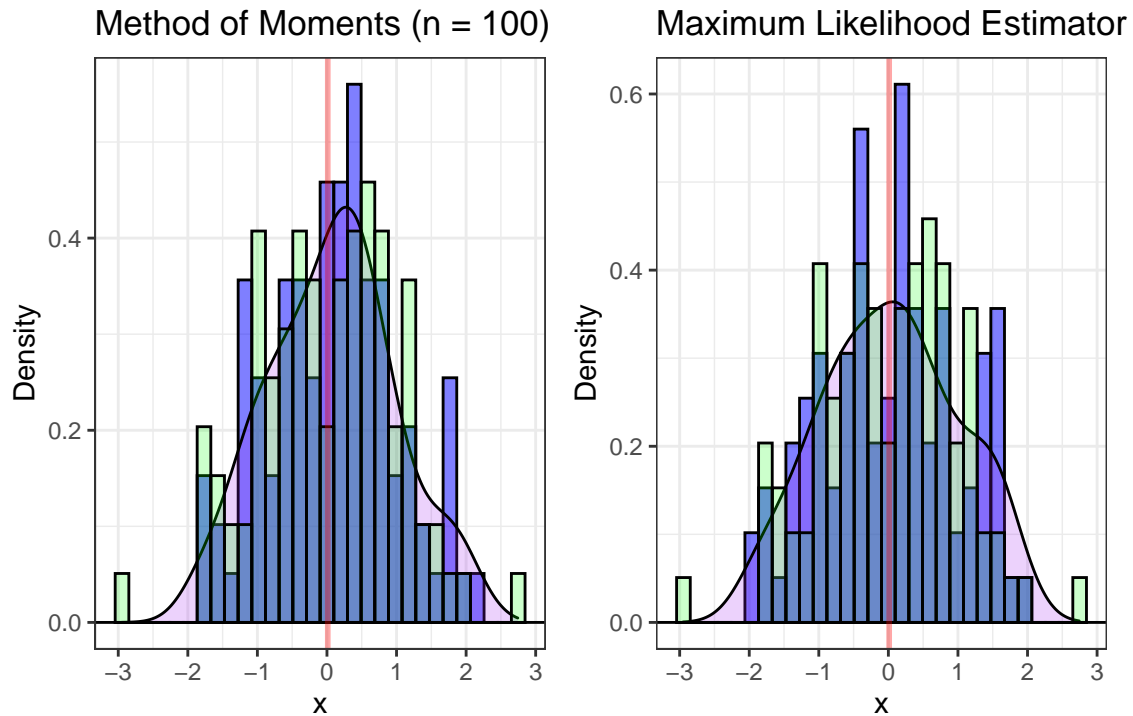 Method of Moments (n = 100)
Density
0.4
0.2
0.0
−3 −2 −1 0 1 2 3
x
Maximum Likelihood Estimator
Density
0.6
0.4
0.2
0.0
−3 −2 −1 0 1 2 3
x